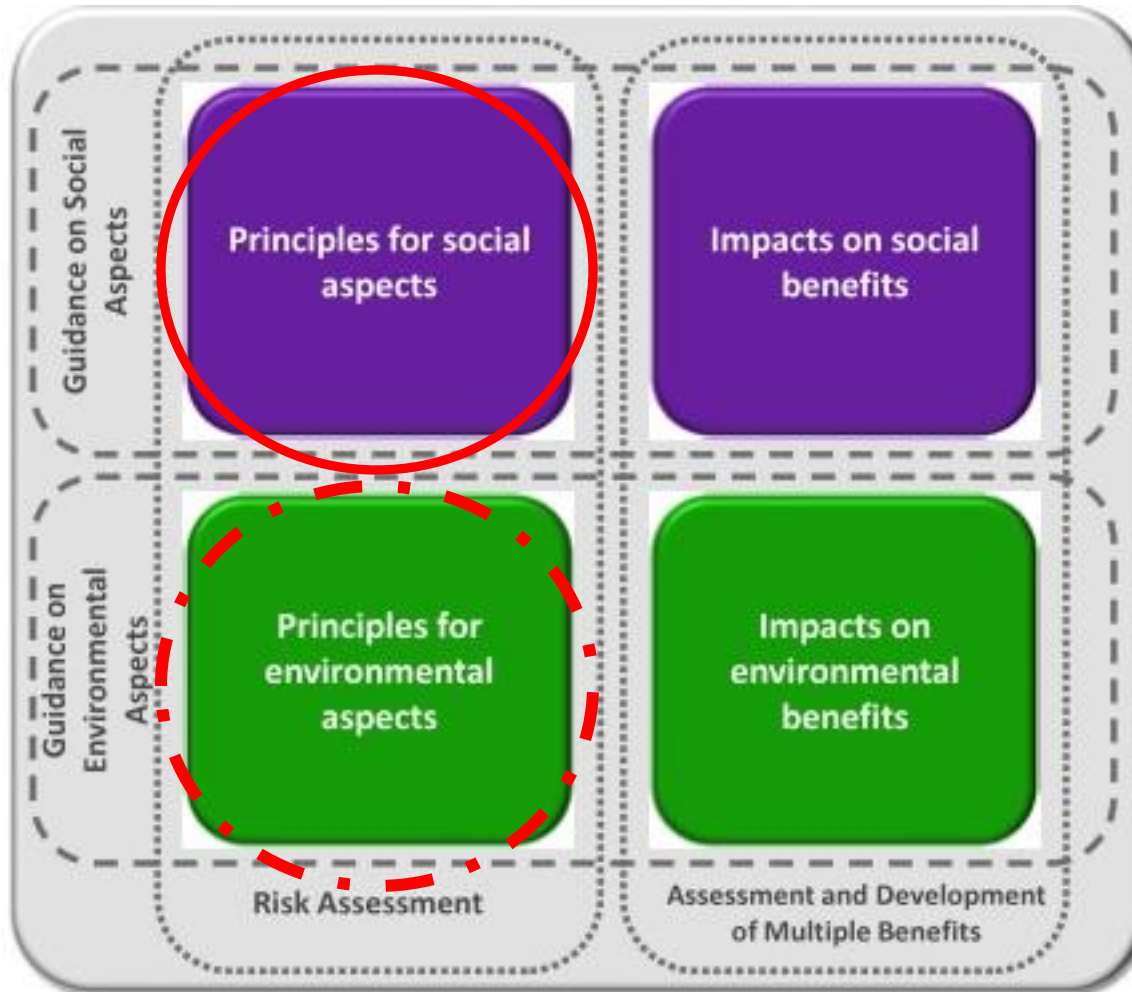 Guidance on Social
Aspects
Principles for social
aspects
Impacts on social
benefits
Guidance on
Environmental
Aspects
Principles for
environmental
aspects
Impacts on
environmental
benefits
Risk Assessment
Assessment and Development
of Multiple Benefits